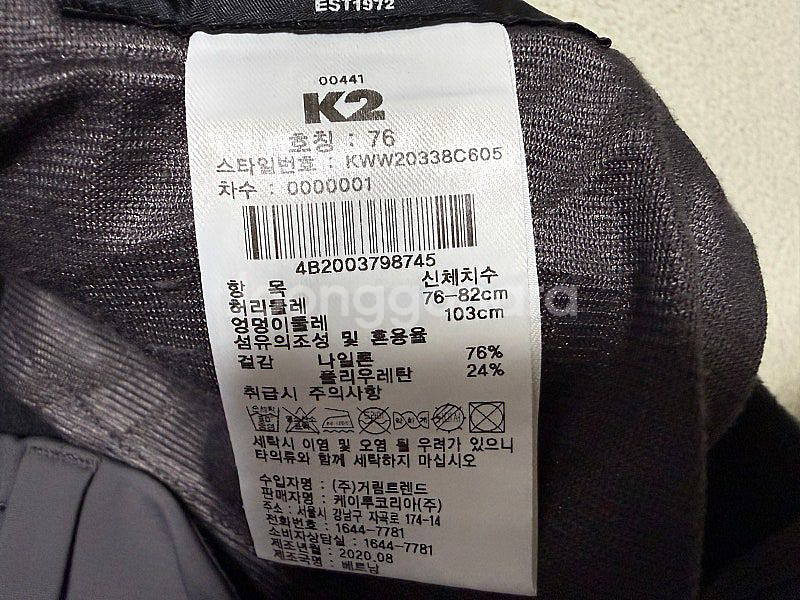 EST1972
00441
K2
호칭 : 76
스타일번호 : KWW20338C605
차수 : 0000001
4B2003798745
항 목 신체치수
허리둘레 76-82cm
엉덩이둘레 103cm
섬유의조성 및 혼용율
겉감 나일론 76%
폴리우레탄 24%
취급시 주의사항
세탁시 이염 및 오염 될 우려가 있으니
타의류와 함께 세탁하지 마십시오
수입자명 : (주)거림트렌드
판매자명 : 케이투코리아(주)
주소 : 서울시 강남구 자곡로 174-14
전화번호 : 1644-7781
소비자상담실 : 1644-7781
제조년월 : 2020.08
제조국명 : 베트남